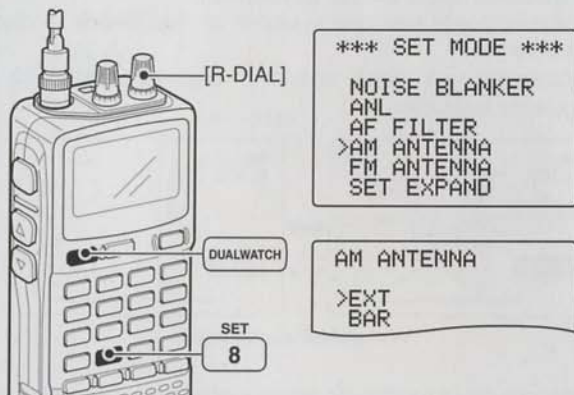 [R-DIAL]
DUALWATCH
SET
8
*** SET MODE ***
NOISE BLANKER
ANL
AF FILTER
>AM ANTENNA
FM ANTENNA
SET EXPAND
AM ANTENNA
>EXT
BAR